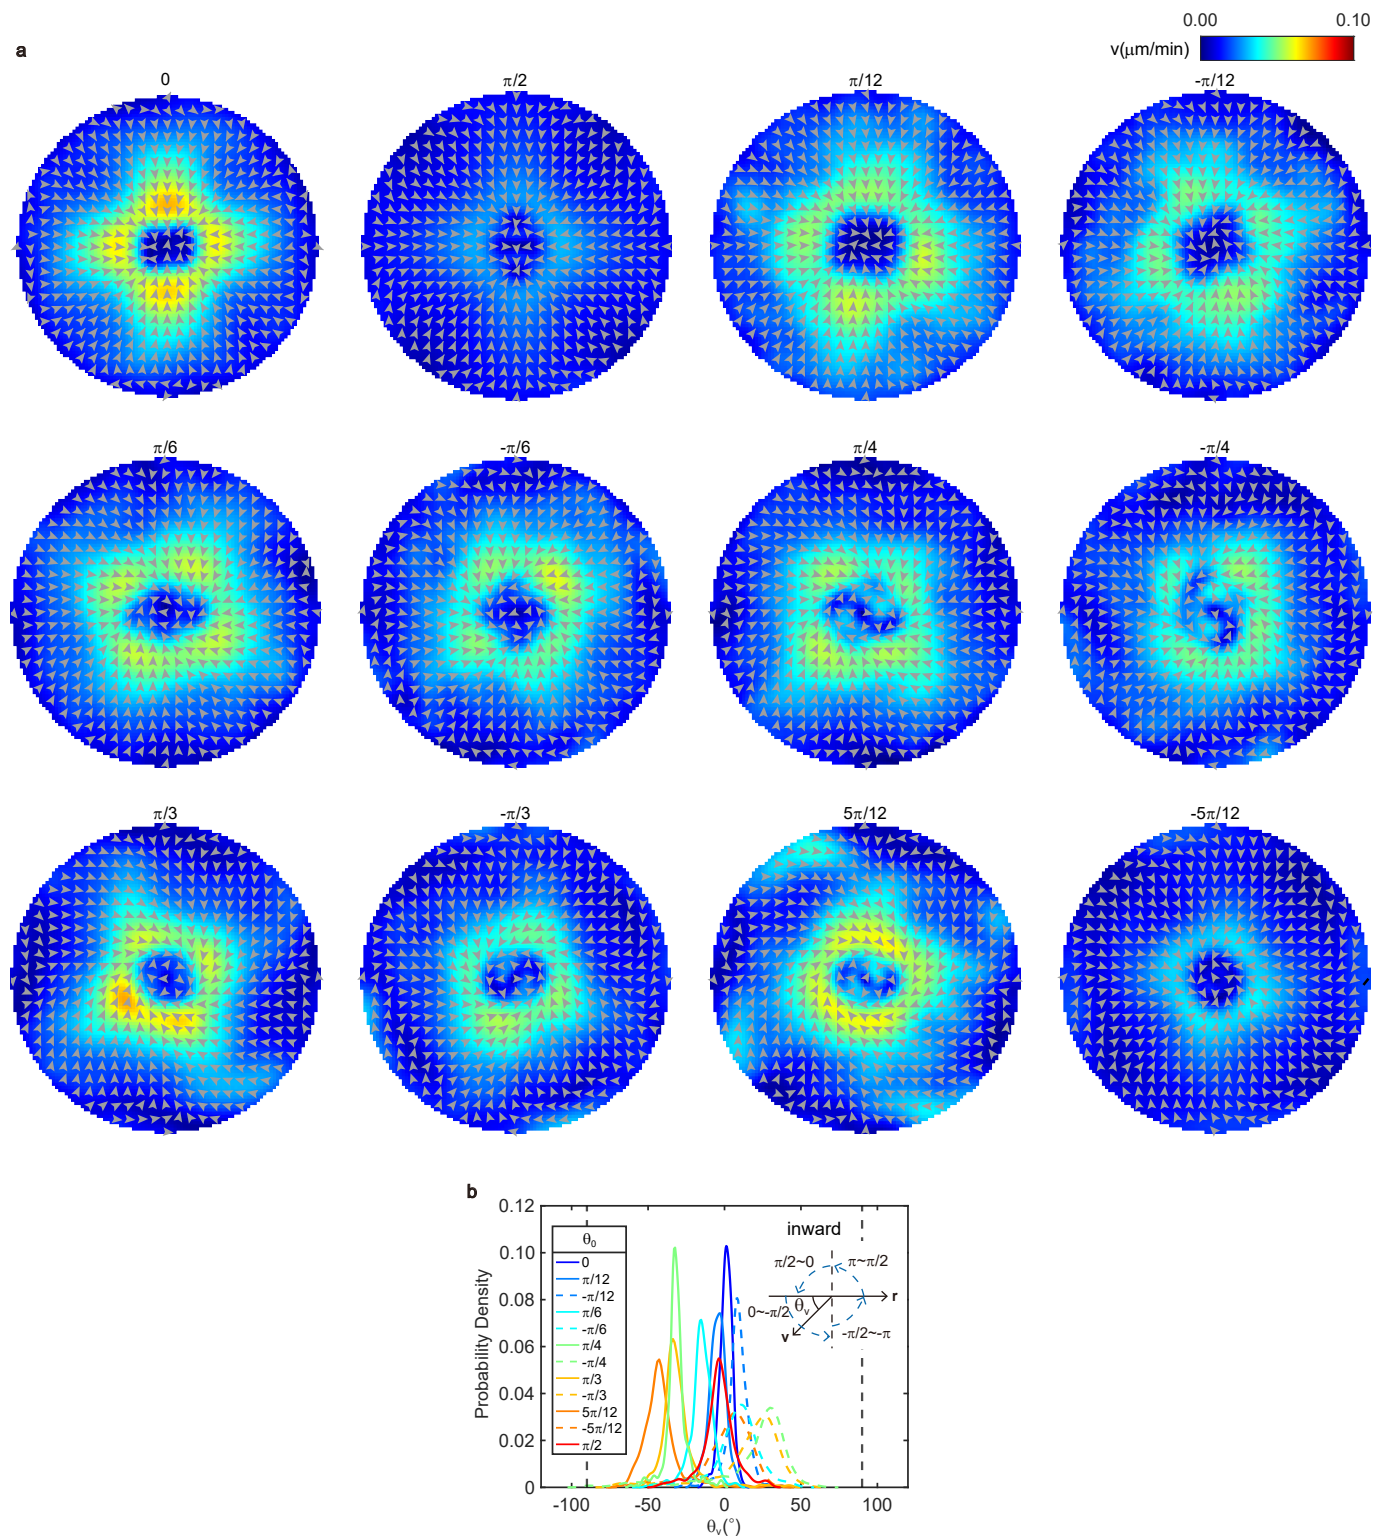 0.00 0.10
a
v(μm/min)
0 π/2 π/12 -π/12
π/6 -π/6 π/4 -π/4
π/3 -π/3 5π/12 -5π/12
b
0.12
0.10
0.08
0.06
0.04
0.02
0
Probability Density
θ₀
0
π/12
-π/12
π/6
-π/6
π/4
-π/4
π/3
-π/3
5π/12
-5π/12
π/2
inward
π/2~0 π~π/2
r
0~-π/2 θᵥ
v -π/2~-π
-100 -50 0 50 100
θᵥ(°)